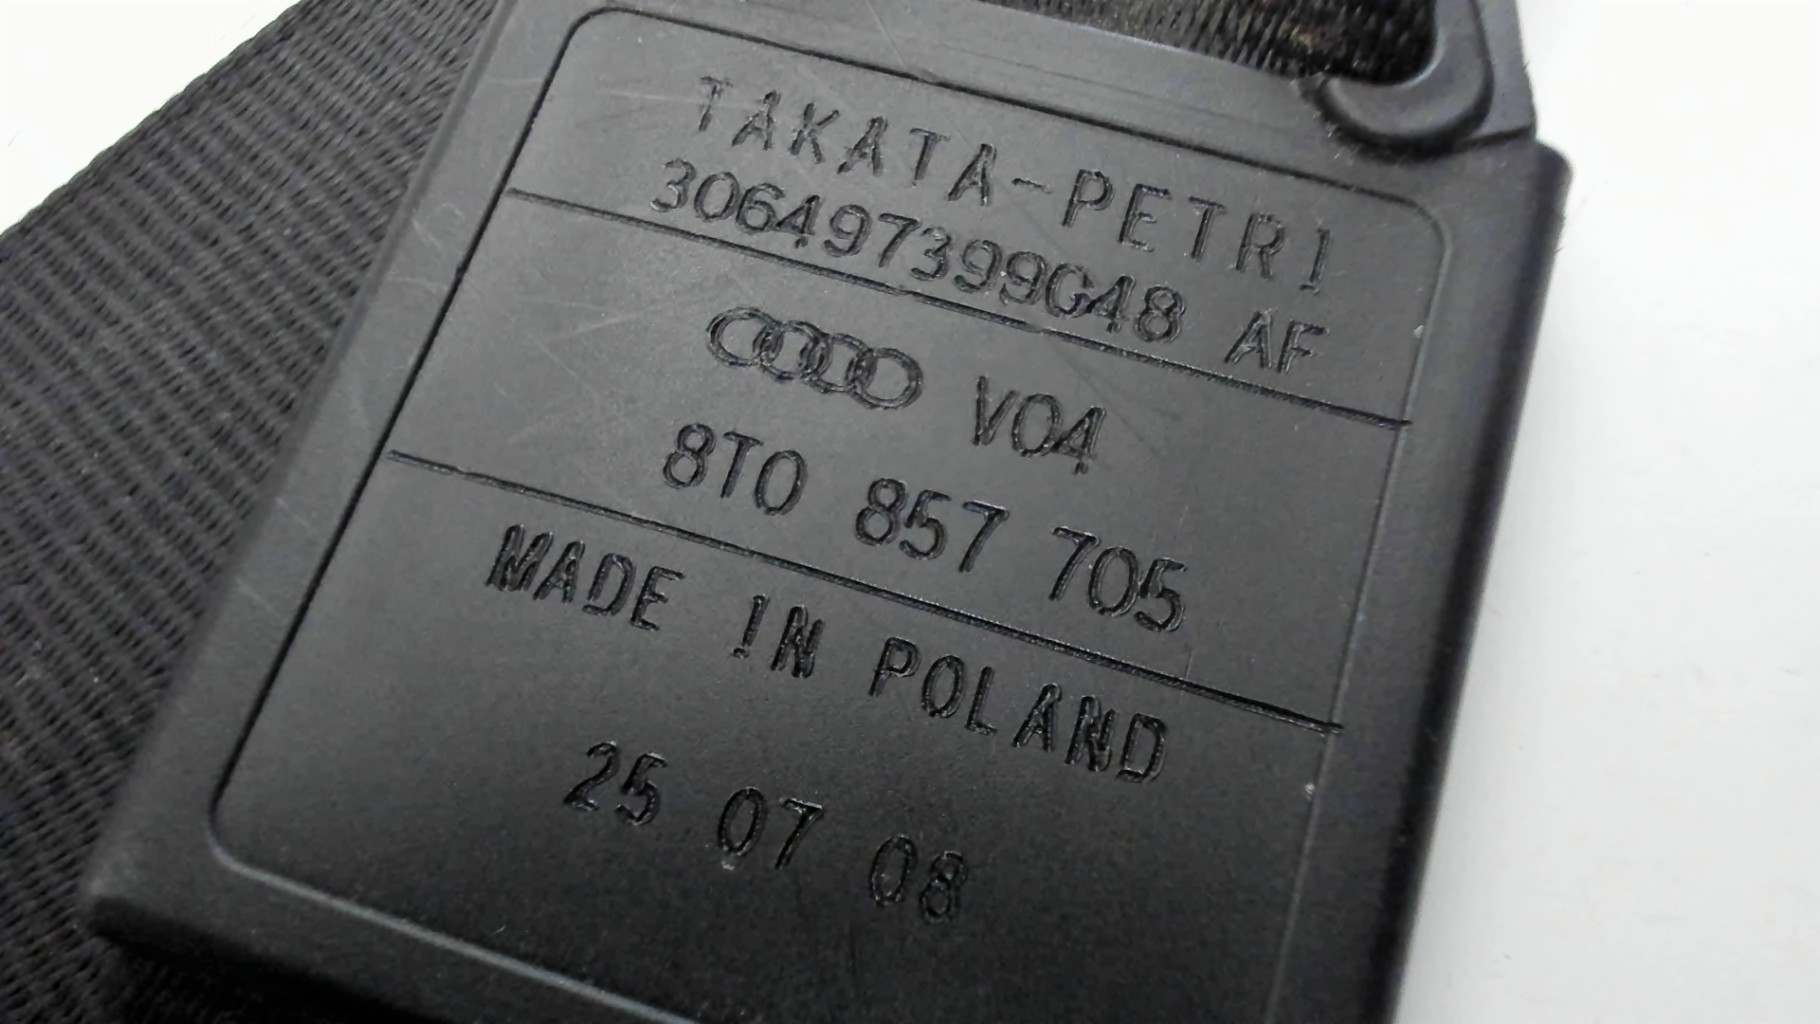 TAKATA-PETRI
306497399G48 AF
V04
8T0 857 705
MADE IN POLAND
25 07 08